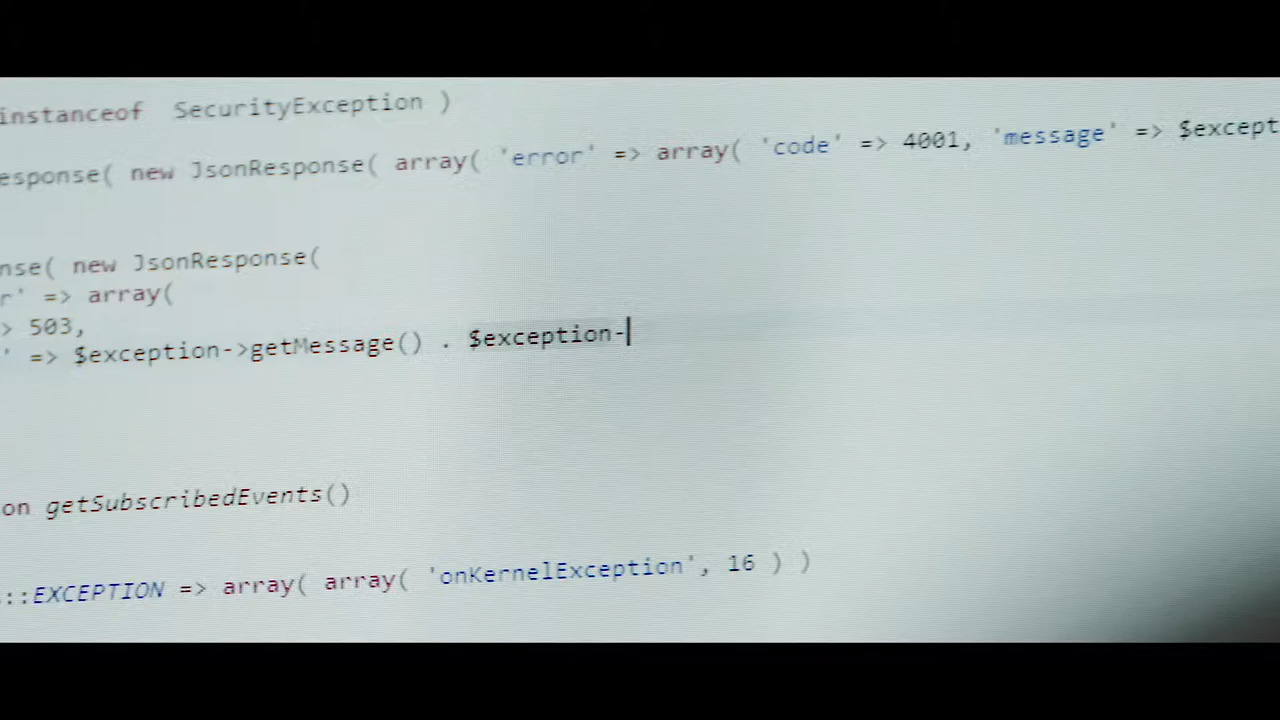 instanceof SecurityException )
esponse( new JsonResponse( array( 'error' => array( 'code' => 4001, 'message' => $except
nse( new JsonResponse(
r' => array(
> 503,
' => $exception->getMessage() . $exception-
on getSubscribedEvents()
::EXCEPTION => array( array( 'onKernelException', 16 ) )